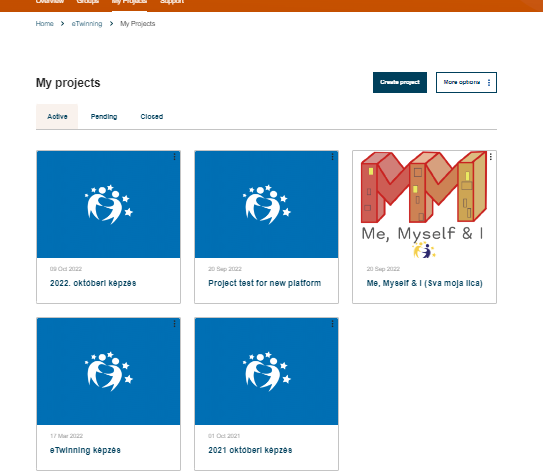 Overview Groups My Projects Support
Home > eTwinning > My Projects
My projects
Create project
More options
Active Pending Closed
MMI
Me, Myself & I
09 Oct 2022
2022. októberi képzés
20 Sep 2022
Project test for new platform
20 Sep 2022
Me, Myself & I (Sva moja lica)
17 Mar 2022
eTwinning képzés
01 Oct 2021
2021 októberi képzés